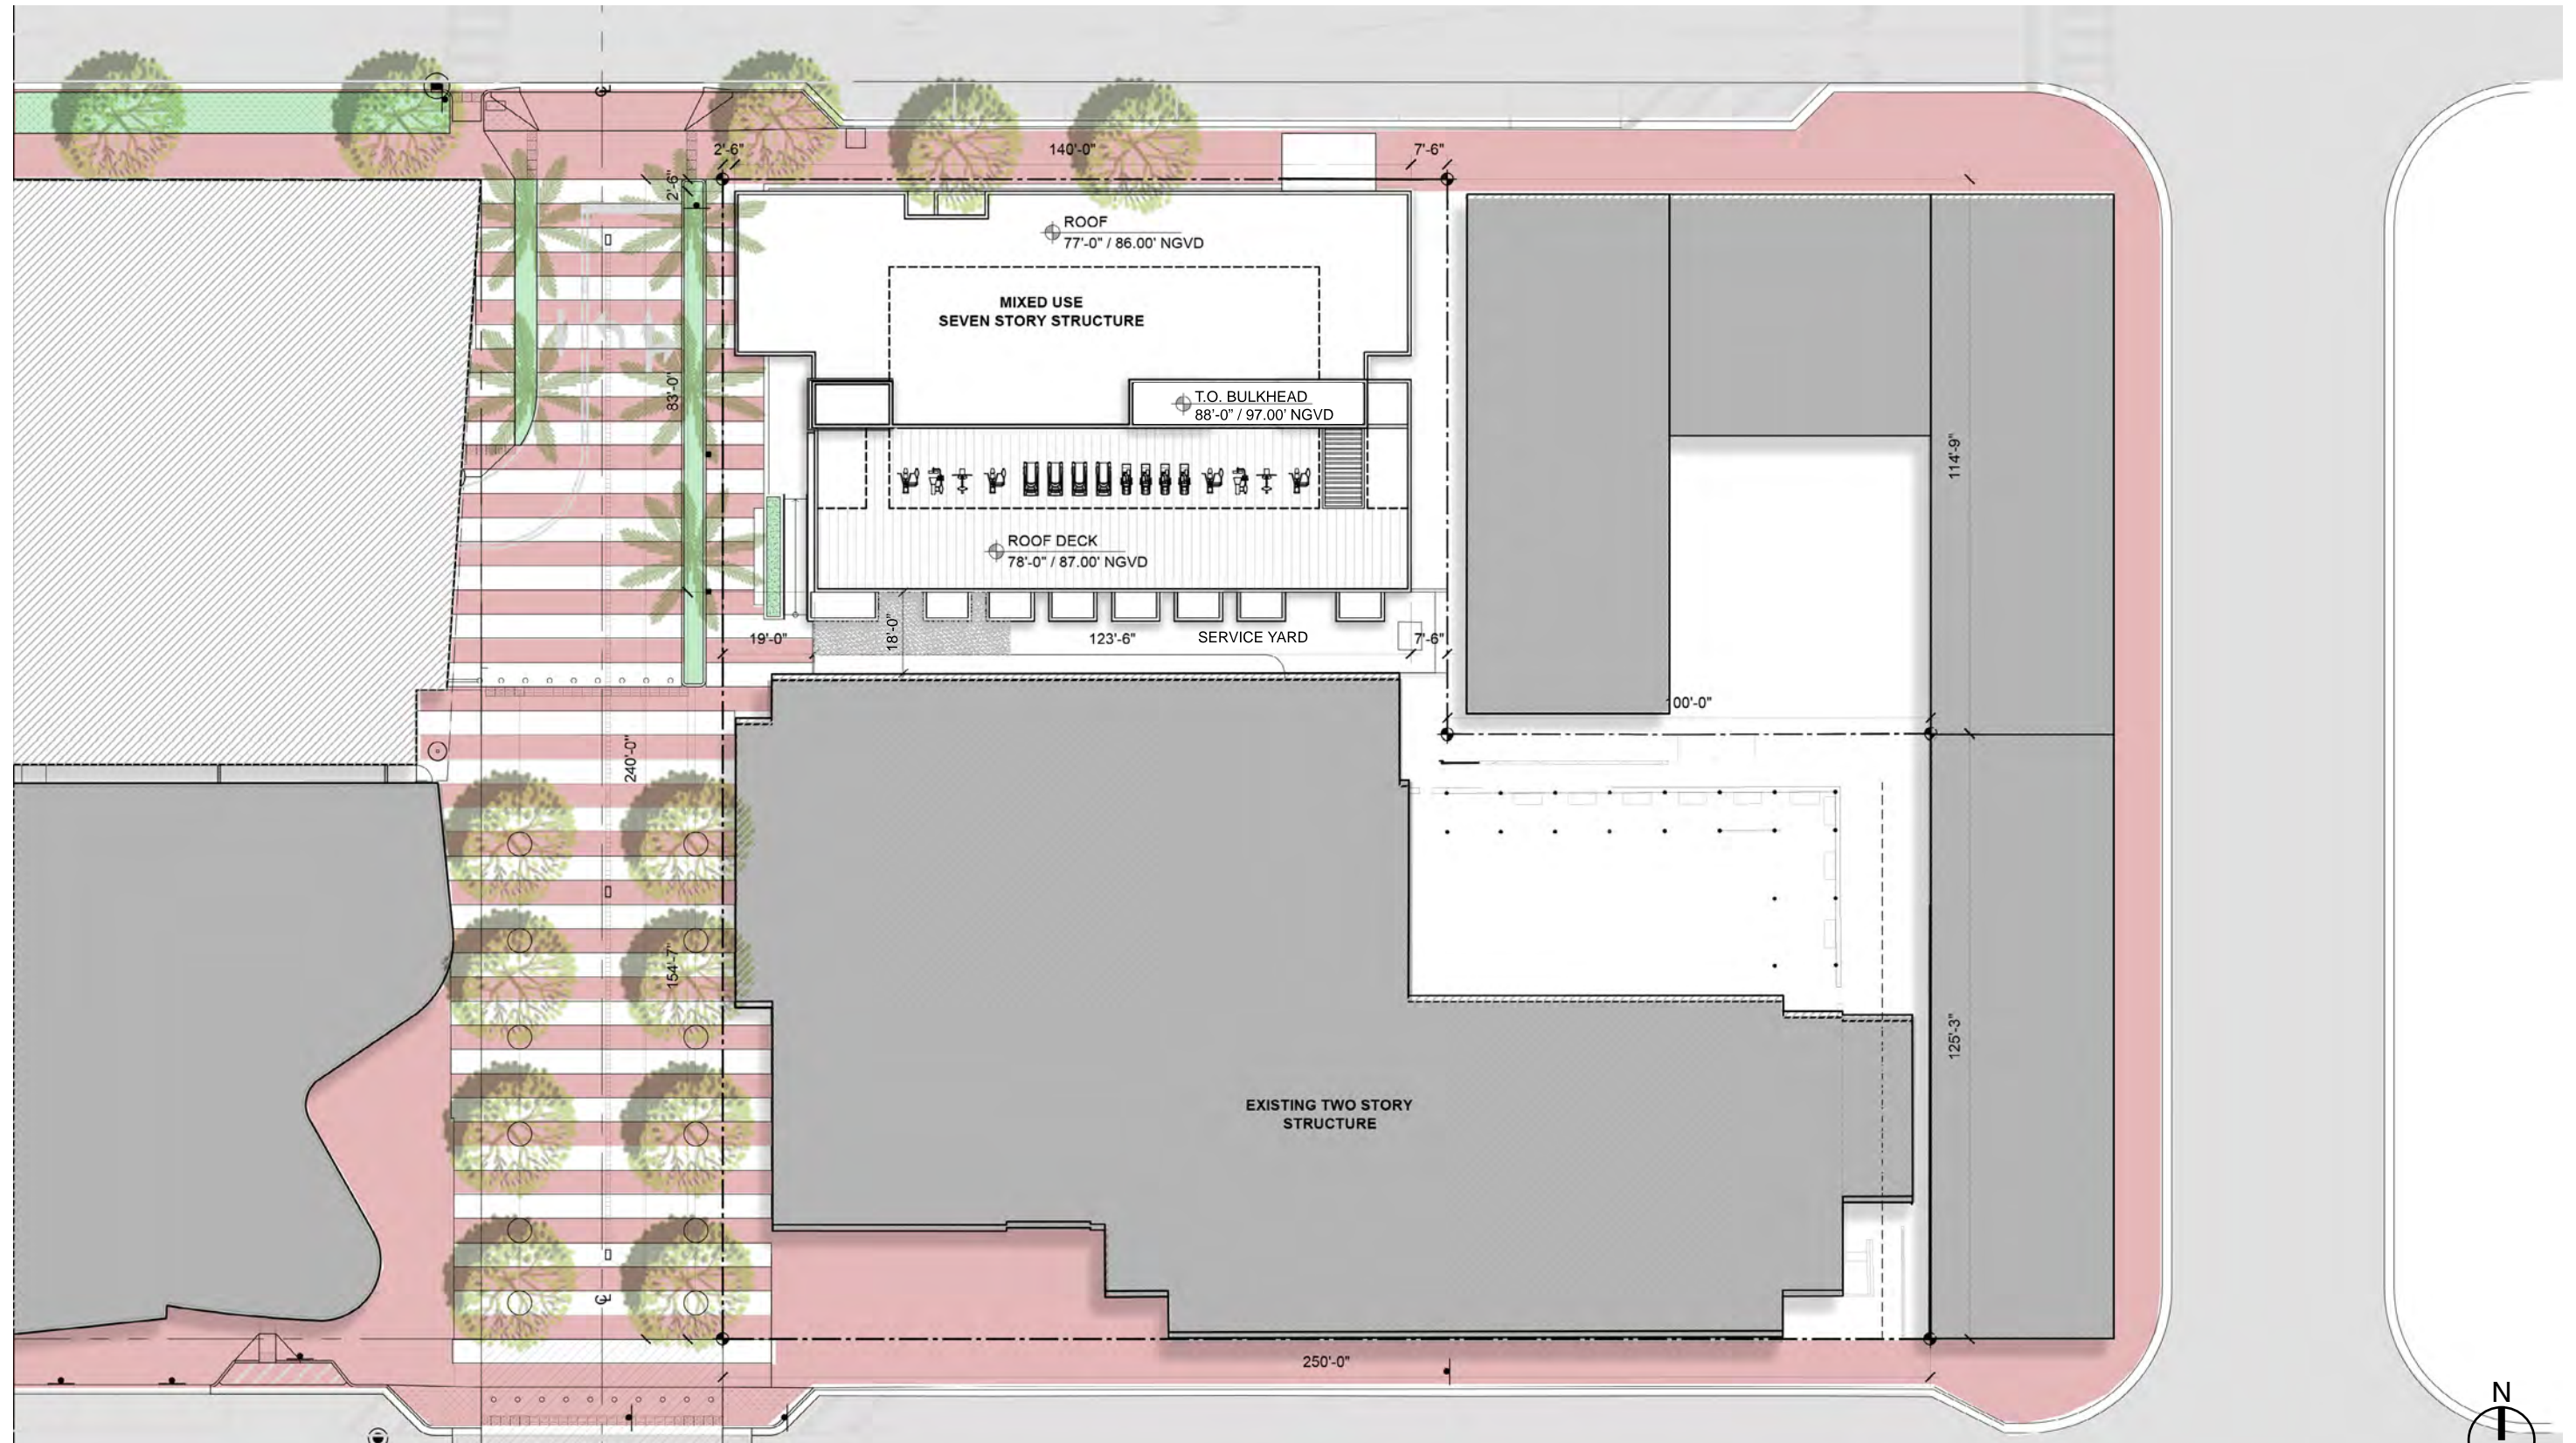 2'-6"
140'-0"
7'-6"
2'-6"
ROOF
77'-0" / 86.00' NGVD
MIXED USE
SEVEN STORY STRUCTURE
83'-0"
T.O. BULKHEAD
88'-0" / 97.00' NGVD
114'-9"
ROOF DECK
78'-0" / 87.00' NGVD
19'-0"
18'-0"
123'-6"
SERVICE YARD
7'-6"
00'-0"
240'-0"
154'-7"
125'-3"
EXISTING TWO STORY
STRUCTURE
250'-0"
N